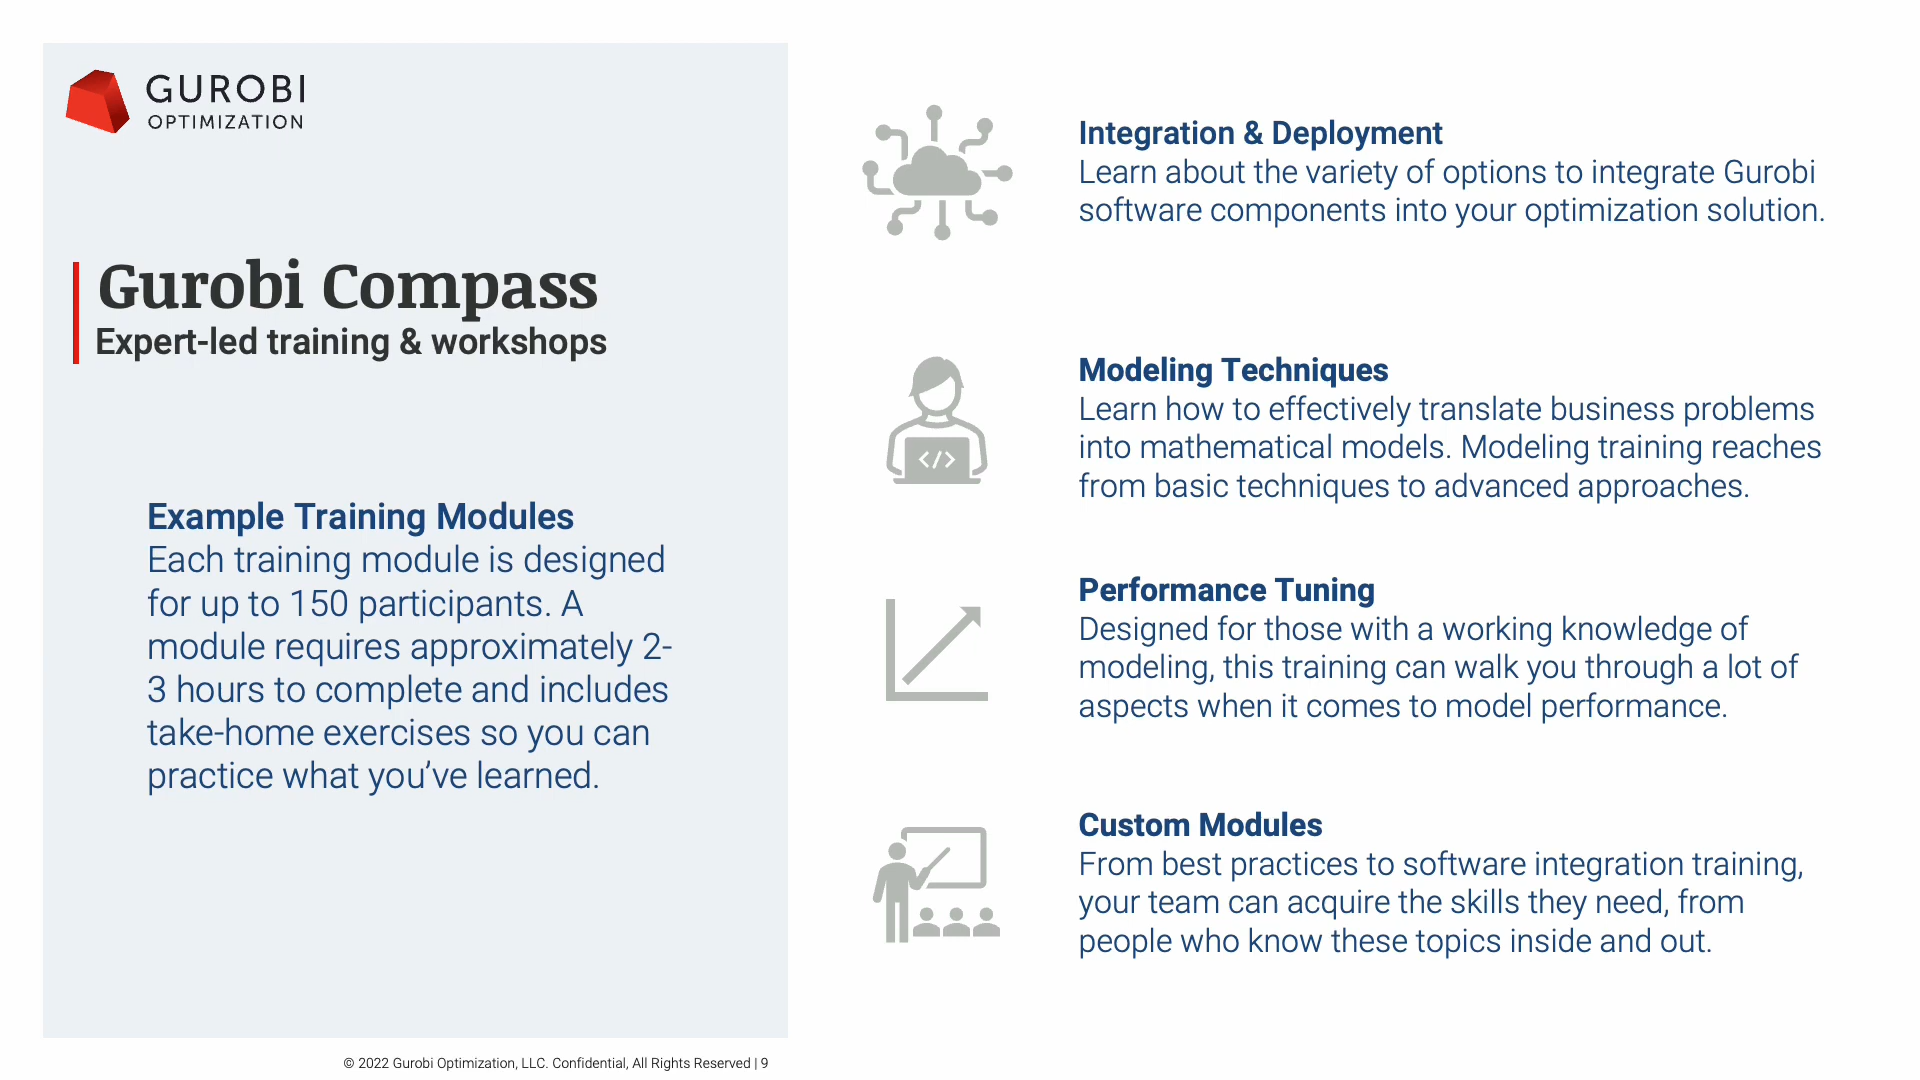 GUROBI
OPTIMIZATION
Gurobi Compass
Expert-led training & workshops
Example Training Modules
Each training module is designed
for up to 150 participants. A
module requires approximately 2-
3 hours to complete and includes
take-home exercises so you can
practice what you’ve learned.
Integration & Deployment
Learn about the variety of options to integrate Gurobi
software components into your optimization solution.
Modeling Techniques
Learn how to effectively translate business problems
into mathematical models. Modeling training reaches
from basic techniques to advanced approaches.
</>
Performance Tuning
Designed for those with a working knowledge of
modeling, this training can walk you through a lot of
aspects when it comes to model performance.
Custom Modules
From best practices to software integration training,
your team can acquire the skills they need, from
people who know these topics inside and out.
© 2022 Gurobi Optimization, LLC. Confidential, All Rights Reserved | 9